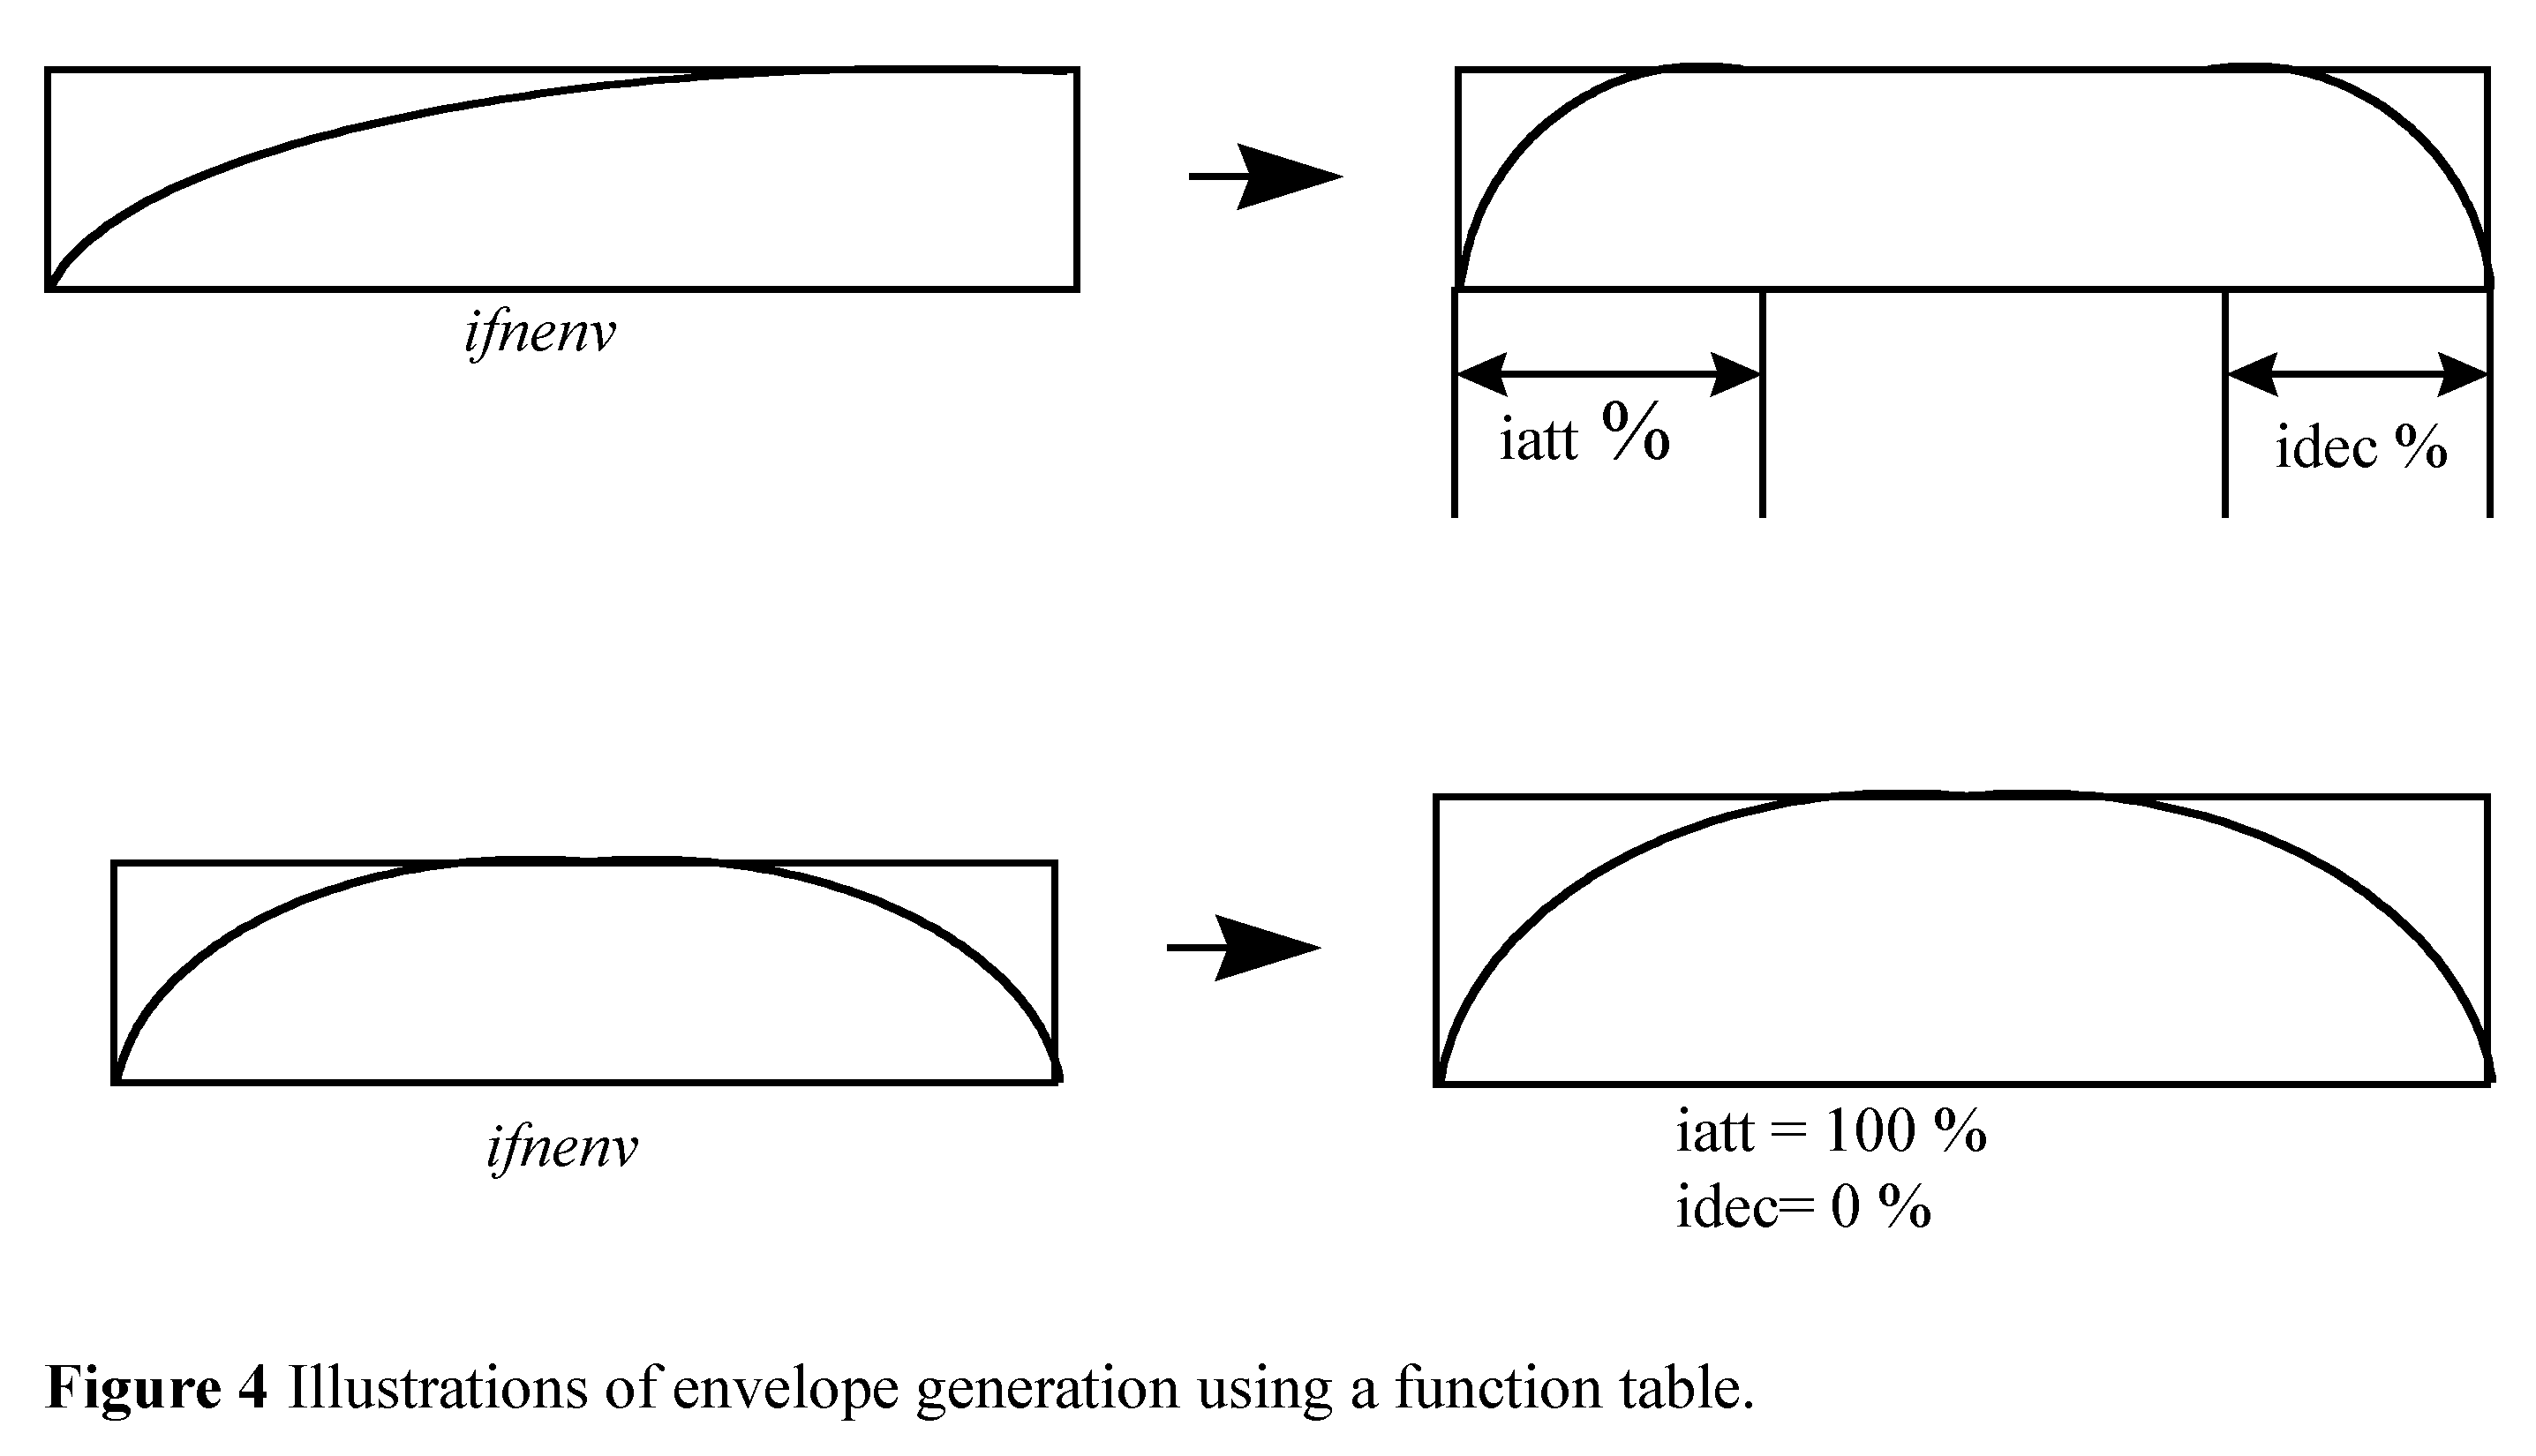 ifnenv
iatt %
idec %
ifnenv
iatt = 100 %
idec= 0 %
Figure 4 Illustrations of envelope generation using a function table.